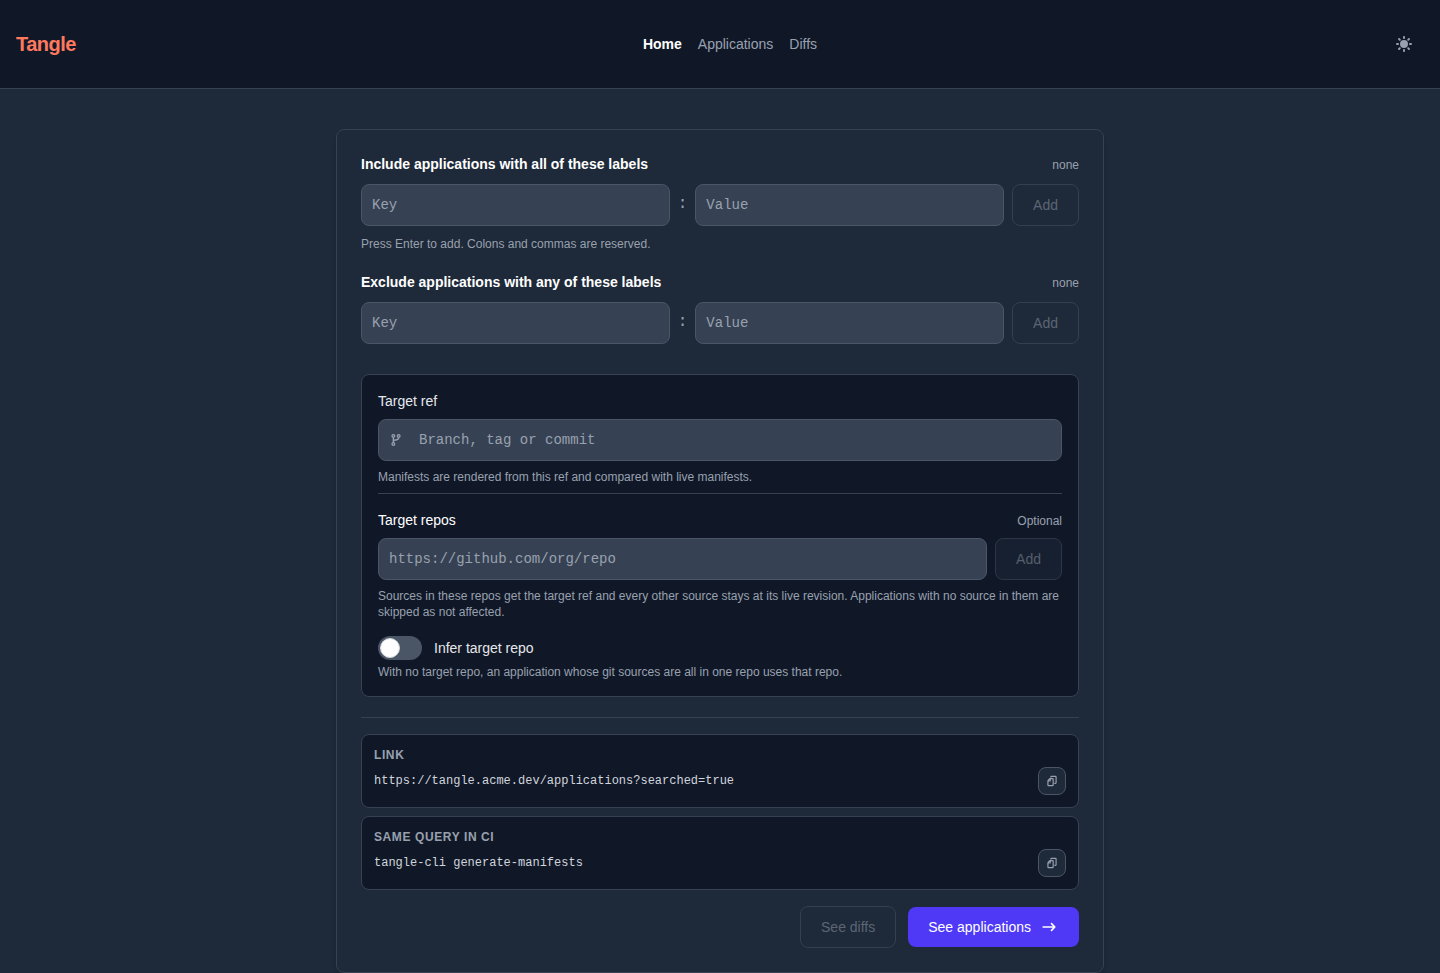 Tangle
Home Applications Diffs
Include applications with all of these labels none
Key : Value Add
Press Enter to add. Colons and commas are reserved.
Exclude applications with any of these labels none
Key : Value Add
Target ref
Branch, tag or commit
Manifests are rendered from this ref and compared with live manifests.
Target repos Optional
https://github.com/org/repo Add
Sources in these repos get the target ref and every other source stays at its live revision. Applications with no source in them are
skipped as not affected.
Infer target repo
With no target repo, an application whose git sources are all in one repo uses that repo.
LINK
https://tangle.acme.dev/applications?searched=true
SAME QUERY IN CI
tangle-cli generate-manifests
See diffs See applications →